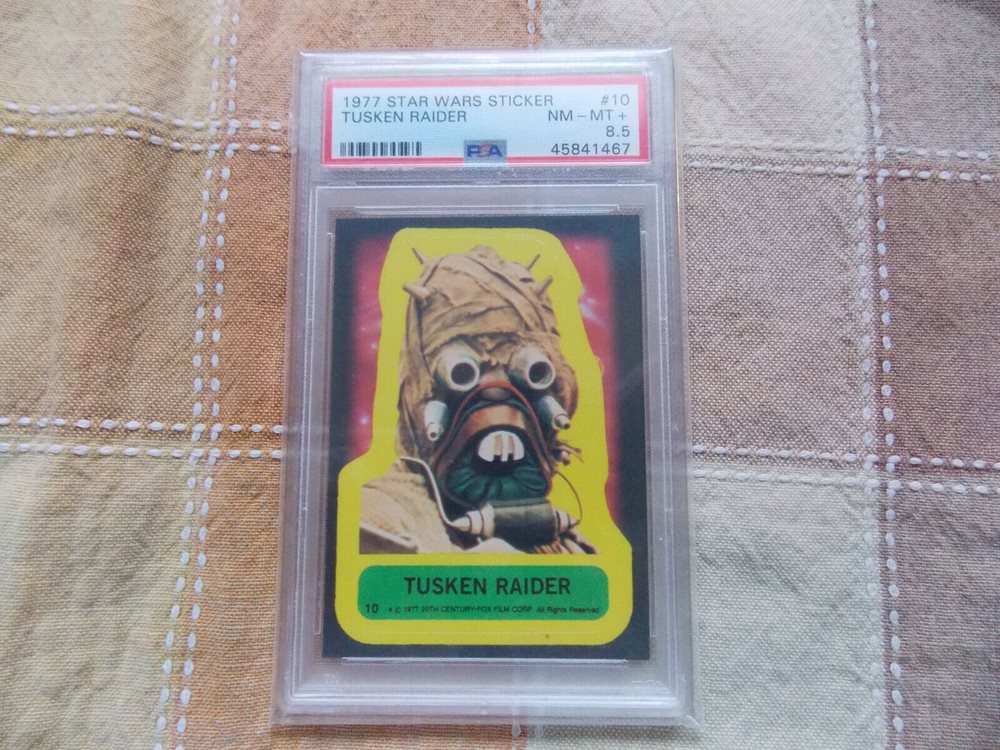 1977 STAR WARS STICKER #10
TUSKEN RAIDER NM - MT +
8.5
PSA 45841467
TUSKEN RAIDER
10 * © 1977 20TH CENTURY-FOX FILM CORP. All Rights Reserved.